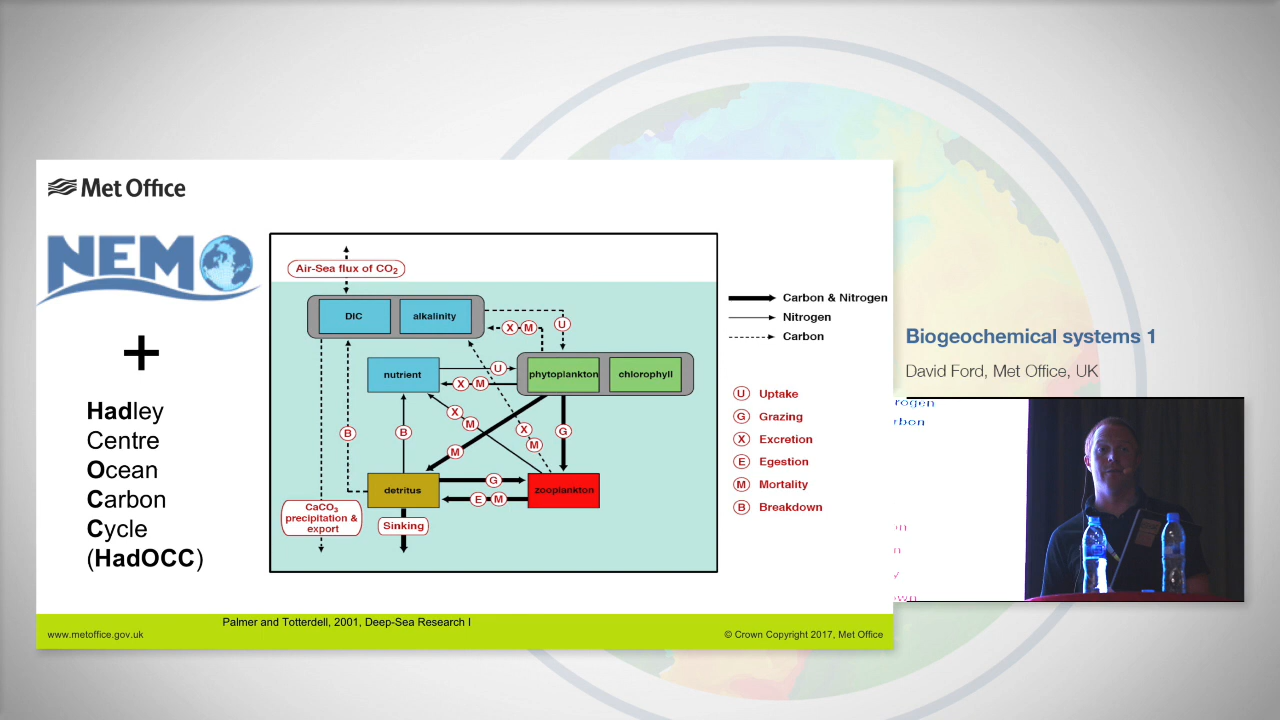 Met Office
NEMO
+
Hadley
Centre
Ocean
Carbon
Cycle
(HadOCC)
Air-Sea flux of CO2
DIC
alkalinity
U
X M
nutrient
U
X M
phytoplankton
chlorophyll
X
M
B
B
M
X
M
G
detritus
G
E M
zooplankton
CaCO3
precipitation &
export
Sinking
Carbon & Nitrogen
Nitrogen
Carbon
U Uptake
G Grazing
X Excretion
E Egestion
M Mortality
B Breakdown
Palmer and Totterdell, 2001, Deep-Sea Research I
www.metoffice.gov.uk
© Crown Copyright 2017, Met Office
Biogeochemical systems 1
David Ford, Met Office, UK
rogen
rbon